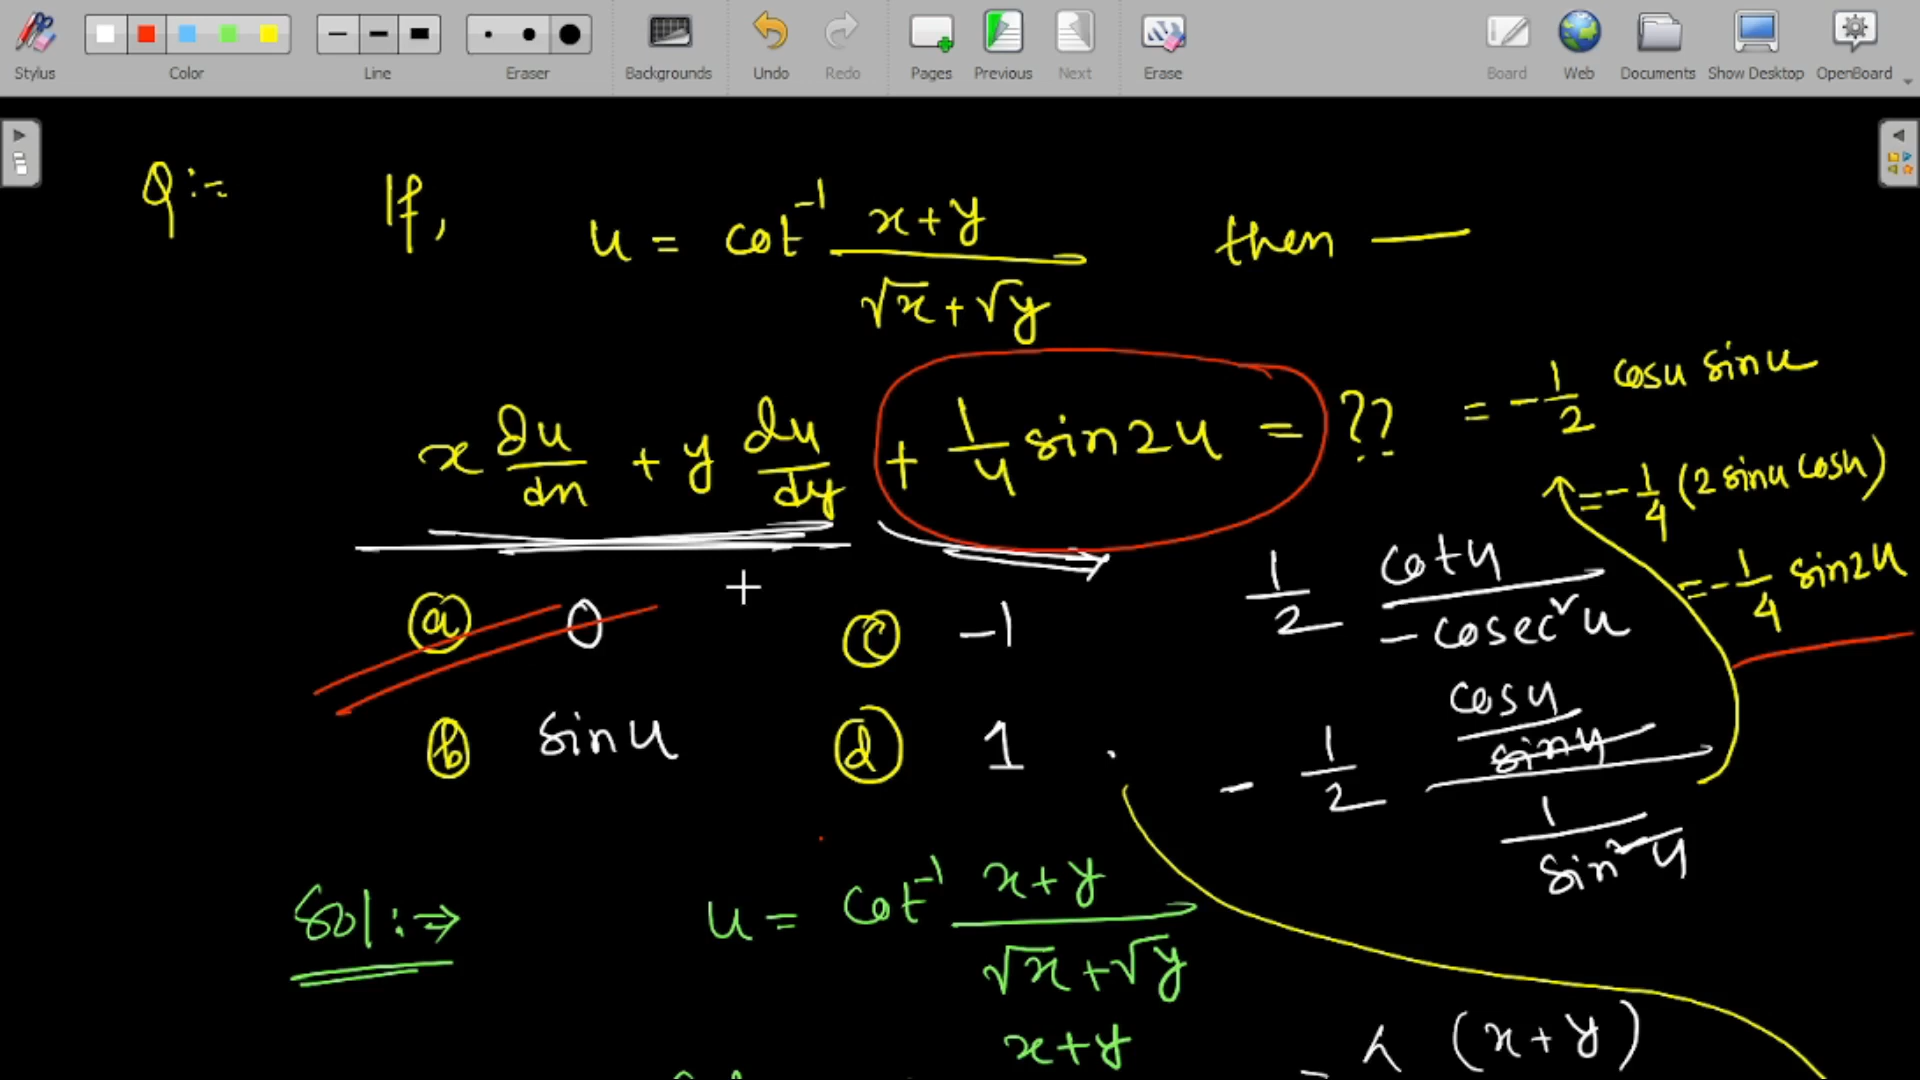 Stylus Color Line Eraser Backgrounds Undo Redo Pages Previous Next Erase Board Web Documents Show Desktop OpenBoard
Q:- If, u = cot⁻¹ (x+y)/(√x+√y) then —
x ∂u/∂n + y ∂u/∂y + 1/4 sin2u = ??
= -1/2 cosu sinu
= -1/4 (2 sinu cosu)
= -1/4 sin2u
1/2 cotu/(-cosec²u)
- 1/2 (cosu/sinu)/(1/sin²u)
+
ⓐ 0 ⓒ -1
ⓑ sinu ⓓ 1 .
Sol:⇒ u = cot⁻¹ (x+y)/(√x+√y)
x+y
λ (x+y)